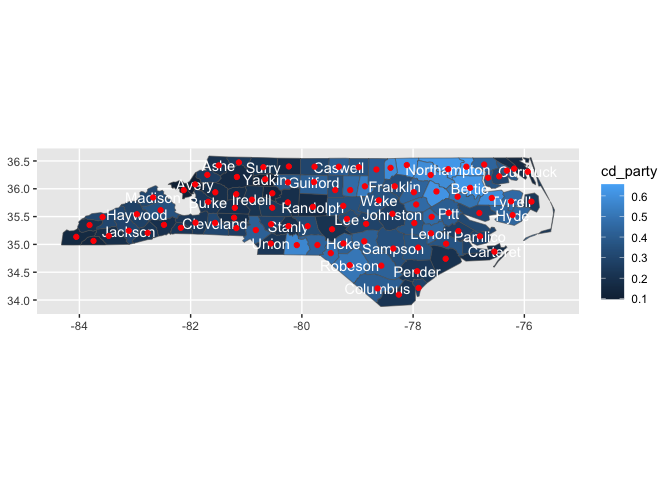 cd_party
0.6
0.5
0.4
0.3
0.2
0.1
36.5
36.0
35.5
35.0
34.5
34.0
-84
-82
-80
-78
-76
Ashe
Surry
Caswell
Northampton
Currituck
Avery
Yadkin
Guilford
Franklin
Bertie
Madison
Burke
Iredell
Randolph
Wake
Tyrrell
Haywood
Cleveland
Stanly
Lee
Johnston
Pitt
Hyde
Jackson
Union
Hoke
Sampson
Lenoir
Pamlico
Carteret
Robeson
Pender
Columbus